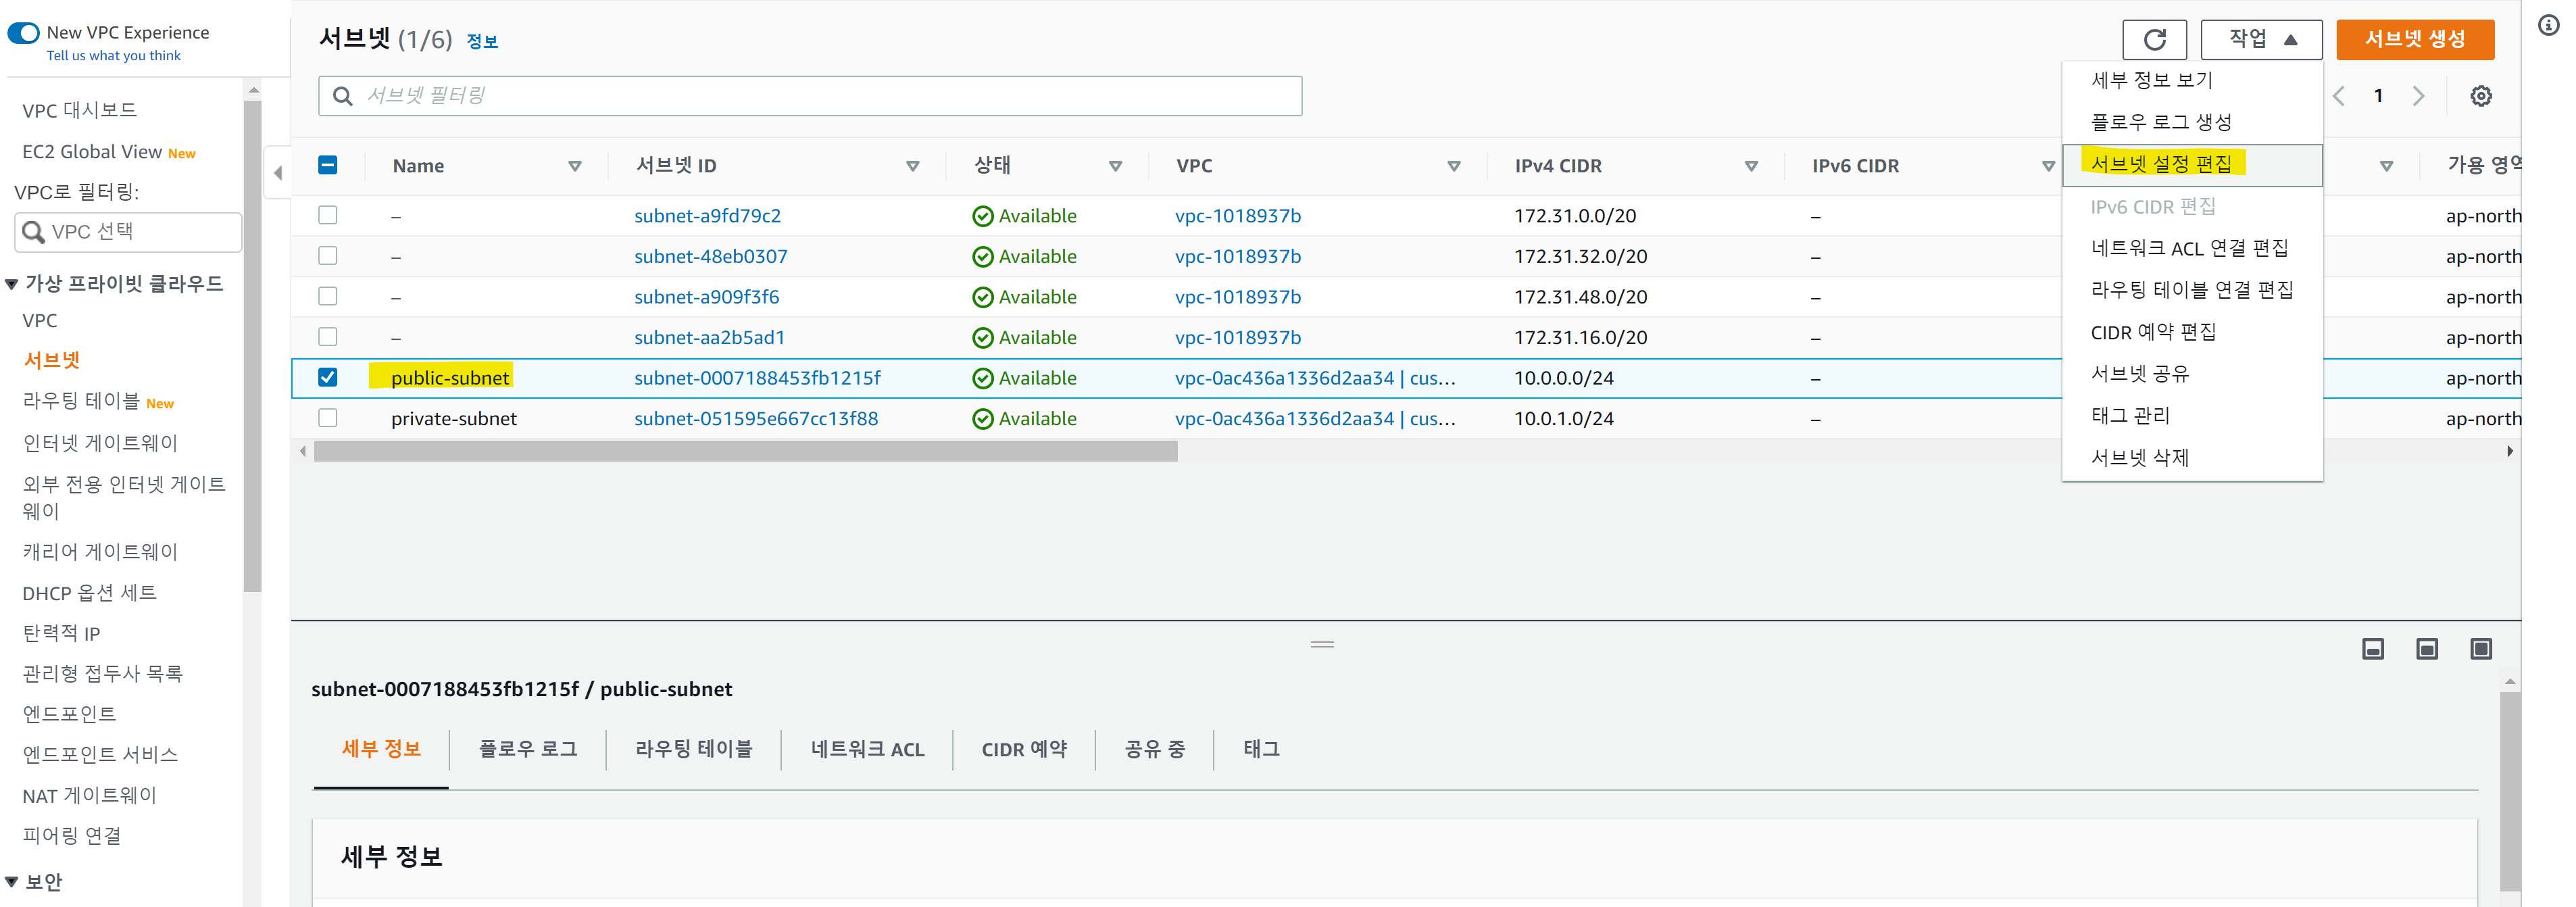 New VPC Experience
Tell us what you think
VPC 대시보드
EC2 Global View New
VPC로 필터링:
VPC 선택
가상 프라이빗 클라우드
VPC
서브넷
라우팅 테이블 New
인터넷 게이트웨이
외부 전용 인터넷 게이트
웨이
캐리어 게이트웨이
DHCP 옵션 세트
탄력적 IP
관리형 접두사 목록
엔드포인트
엔드포인트 서비스
NAT 게이트웨이
피어링 연결
보안
서브넷 (1/6) 정보
작업
서브넷 생성
서브넷 필터링
1
세부 정보 보기
플로우 로그 생성
서브넷 설정 편집
IPv6 CIDR 편집
네트워크 ACL 연결 편집
라우팅 테이블 연결 편집
CIDR 예약 편집
서브넷 공유
태그 관리
서브넷 삭제
Name 서브넷 ID 상태 VPC IPv4 CIDR IPv6 CIDR 가용 영역
– subnet-a9fd79c2 Available vpc-1018937b 172.31.0.0/20 – ap-north
– subnet-48eb0307 Available vpc-1018937b 172.31.32.0/20 – ap-north
– subnet-a909f3f6 Available vpc-1018937b 172.31.48.0/20 – ap-north
– subnet-aa2b5ad1 Available vpc-1018937b 172.31.16.0/20 – ap-north
public-subnet subnet-0007188453fb1215f Available vpc-0ac436a1336d2aa34 | cus... 10.0.0.0/24 – ap-north
private-subnet subnet-051595e667cc13f88 Available vpc-0ac436a1336d2aa34 | cus... 10.0.1.0/24 – ap-north
subnet-0007188453fb1215f / public-subnet
세부 정보 플로우 로그 라우팅 테이블 네트워크 ACL CIDR 예약 공유 중 태그
세부 정보